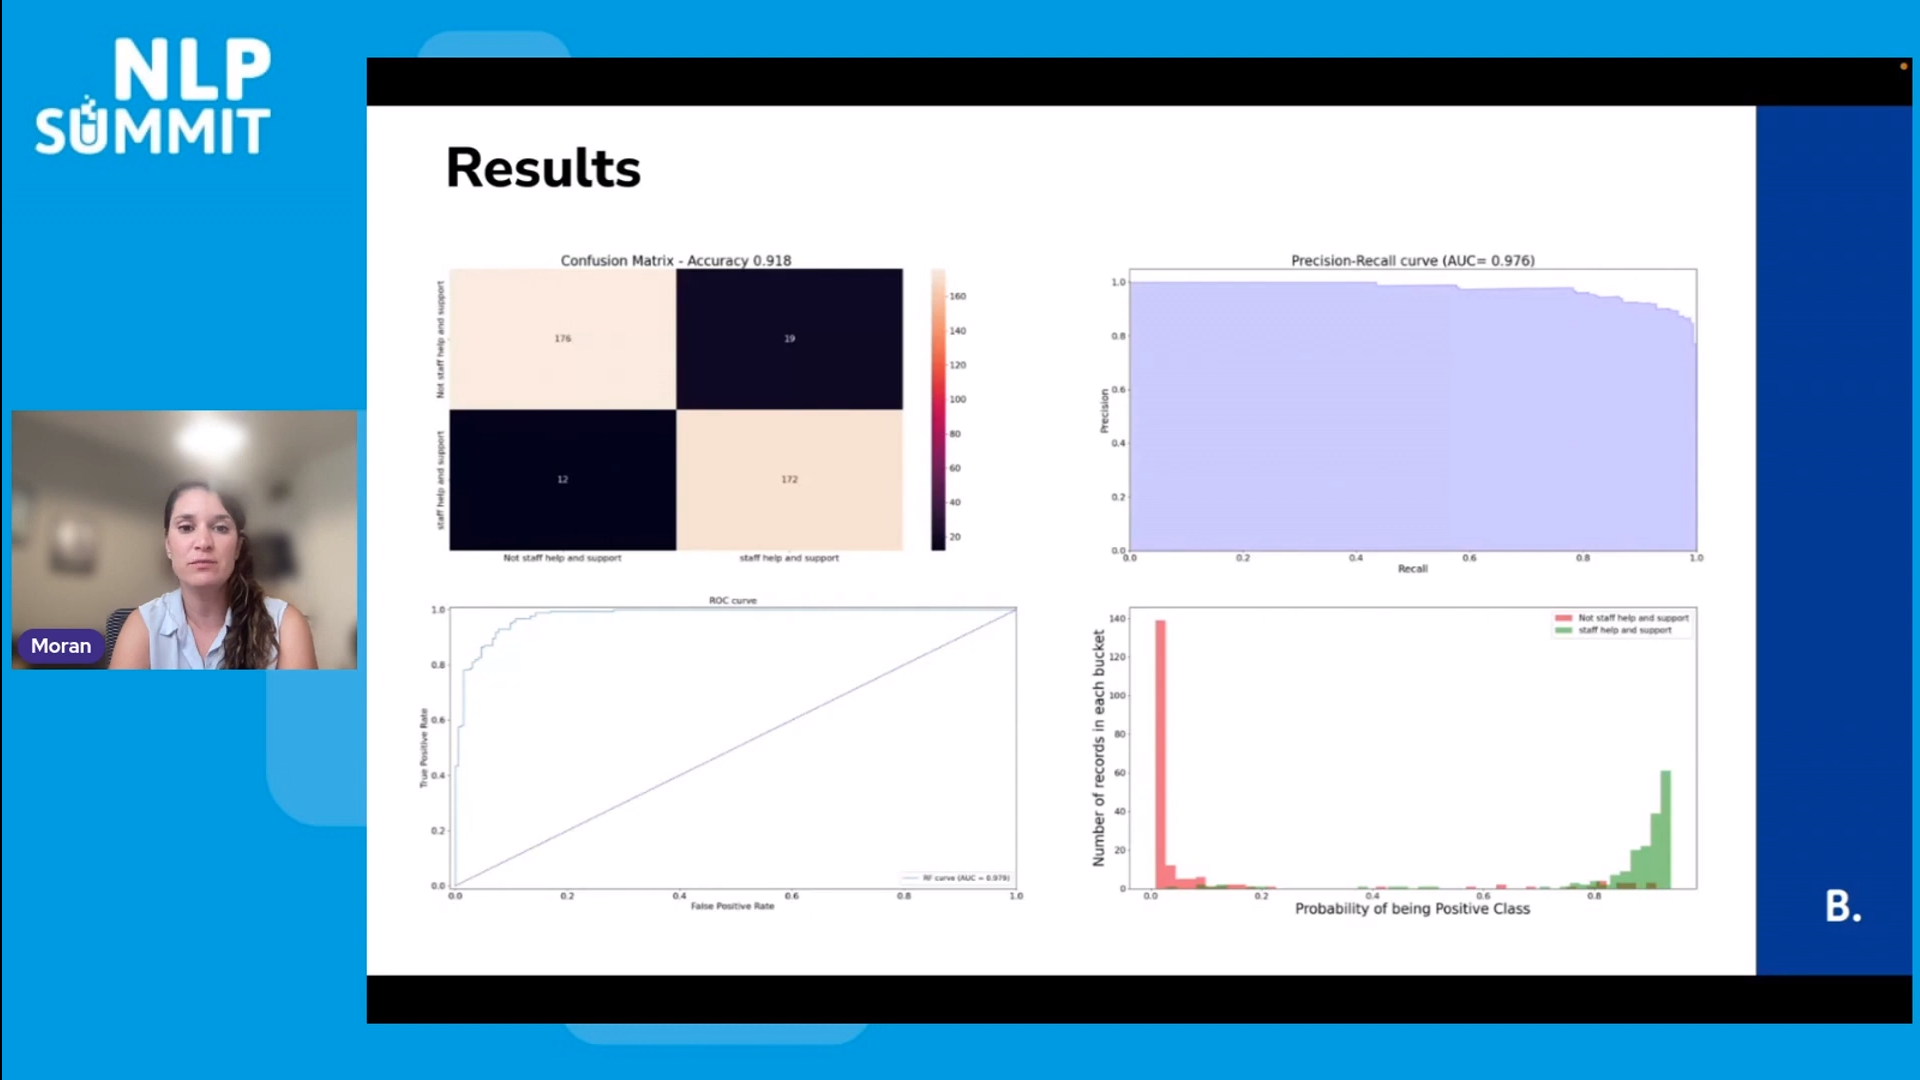 NLP
SUMMIT
Moran
Results
Confusion Matrix - Accuracy 0.918
Not staff help and support
staff help and support
176
19
12
172
Not staff help and support
staff help and support
160
140
120
100
80
60
40
20
Precision-Recall curve (AUC= 0.976)
Precision
1.0
0.8
0.6
0.4
0.2
0.0
0.0 0.2 0.4 0.6 0.8 1.0
Recall
ROC curve
True Positive Rate
1.0
0.8
0.6
0.4
0.2
0.0
RF curve (AUC = 0.979)
0.0 0.2 0.4 0.6 0.8 1.0
False Positive Rate
Number of records in each bucket
140
120
100
80
60
40
20
0
Not staff help and support
staff help and support
0.0 0.2 0.4 0.6 0.8
Probability of being Positive Class
B.